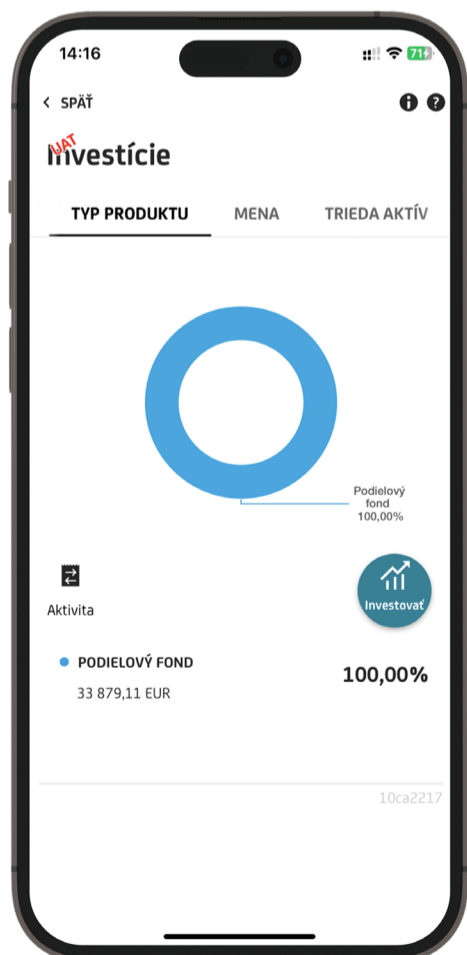 14:16
71
SPÄŤ
UAT
Investície
TYP PRODUKTU MENA TRIEDA AKTÍV
Podielový
fond
100,00%
Aktivita
Investovať
PODIELOVÝ FOND
100,00%
33 879,11 EUR
10ca2217